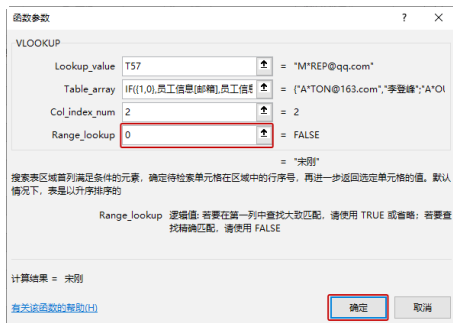 函数参数 ? ×
VLOOKUP
Lookup_value T57 = "M*REP@qq.com"
Table_array IF({1,0},员工信息[邮箱],员工信息 = {"A*TON@163.com","李登峰";"A*OU
Col_index_num 2 = 2
Range_lookup 0 = FALSE
= "未刚"
搜索表区域首列满足条件的元素，确定待检索单元格在区域中的行序号，再进一步返回选定单元格的值。默认
情况下，表是以升序排序的
Range_lookup 逻辑值: 若要在第一列中查找大致匹配，请使用 TRUE 或省略；若要查
找精确匹配，请使用 FALSE
计算结果 = 未刚
有关该函数的帮助(H) 确定 取消